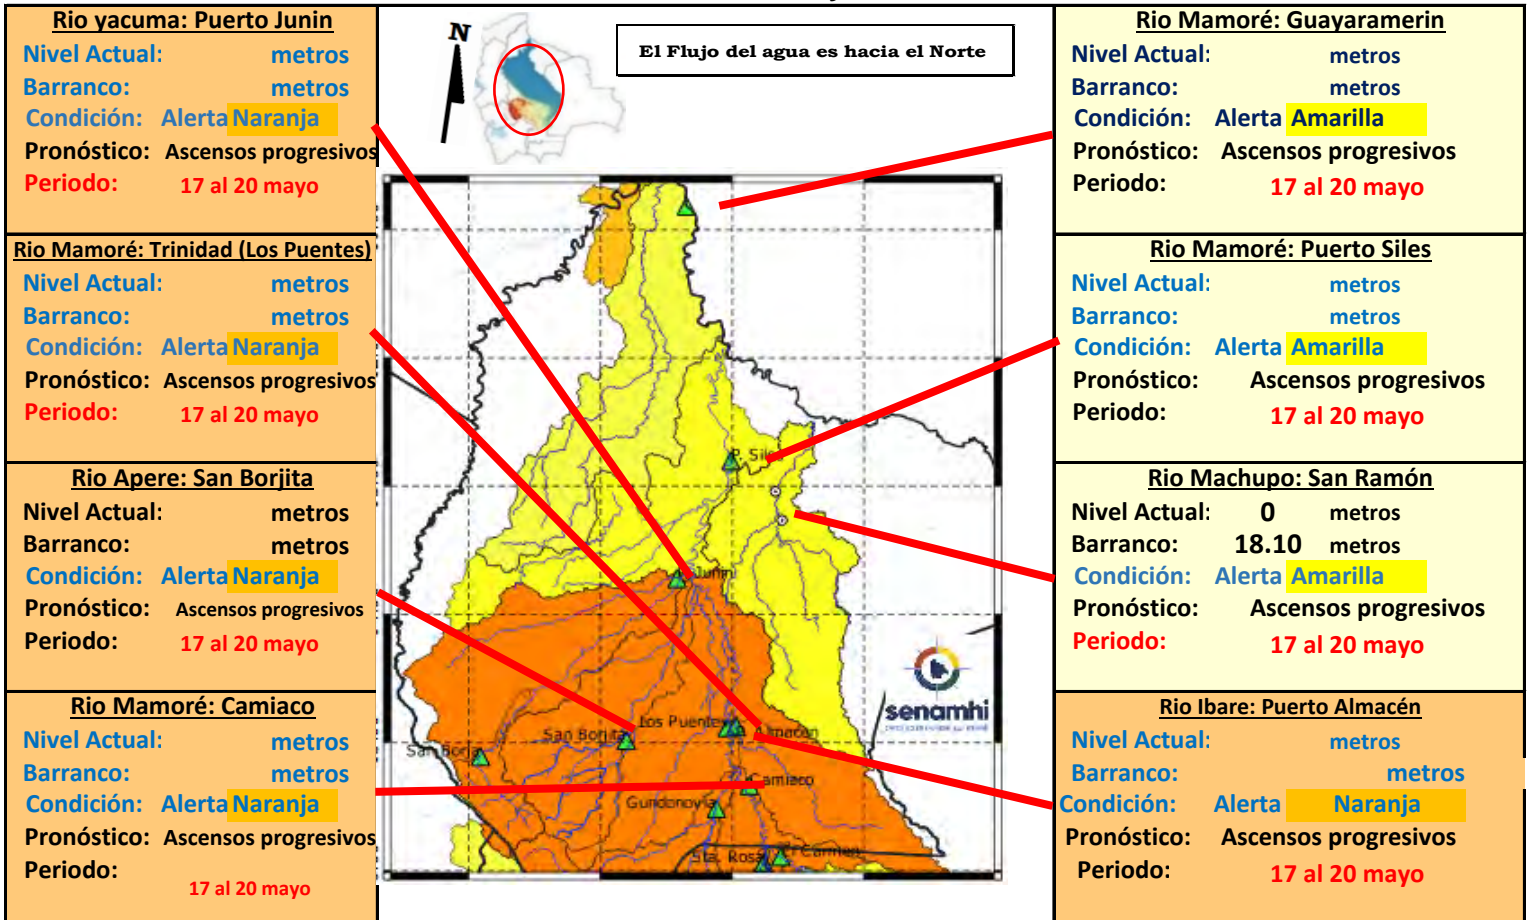 Rio yacuma: Puerto Junin
Nivel Actual: metros
Barranco: metros
Condición: Alerta Naranja
Pronóstico: Ascensos progresivos
Periodo: 17 al 20 mayo
Rio Mamoré: Trinidad (Los Puentes)
Nivel Actual: metros
Barranco: metros
Condición: Alerta Naranja
Pronóstico: Ascensos progresivos
Periodo: 17 al 20 mayo
Rio Apere: San Borjita
Nivel Actual: metros
Barranco: metros
Condición: Alerta Naranja
Pronóstico: Ascensos progresivos
Periodo: 17 al 20 mayo
Rio Mamoré: Camiaco
Nivel Actual: metros
Barranco: metros
Condición: Alerta Naranja
Pronóstico: Ascensos progresivos
Periodo:
17 al 20 mayo
N
El Flujo del agua es hacia el Norte
P. Siles
Junin
Los Puentes
Almacén
San Borjita
San Borja
Camiaco
Gundonovia
Sta. Rosa
El Carmen
senamhi
Rio Mamoré: Guayaramerin
Nivel Actual: metros
Barranco: metros
Condición: Alerta Amarilla
Pronóstico: Ascensos progresivos
Periodo: 17 al 20 mayo
Rio Mamoré: Puerto Siles
Nivel Actual: metros
Barranco: metros
Condición: Alerta Amarilla
Pronóstico: Ascensos progresivos
Periodo: 17 al 20 mayo
Rio Machupo: San Ramón
Nivel Actual: 0 metros
Barranco: 18.10 metros
Condición: Alerta Amarilla
Pronóstico: Ascensos progresivos
Periodo: 17 al 20 mayo
Rio Ibare: Puerto Almacén
Nivel Actual: metros
Barranco: metros
Condición: Alerta Naranja
Pronóstico: Ascensos progresivos
Periodo: 17 al 20 mayo